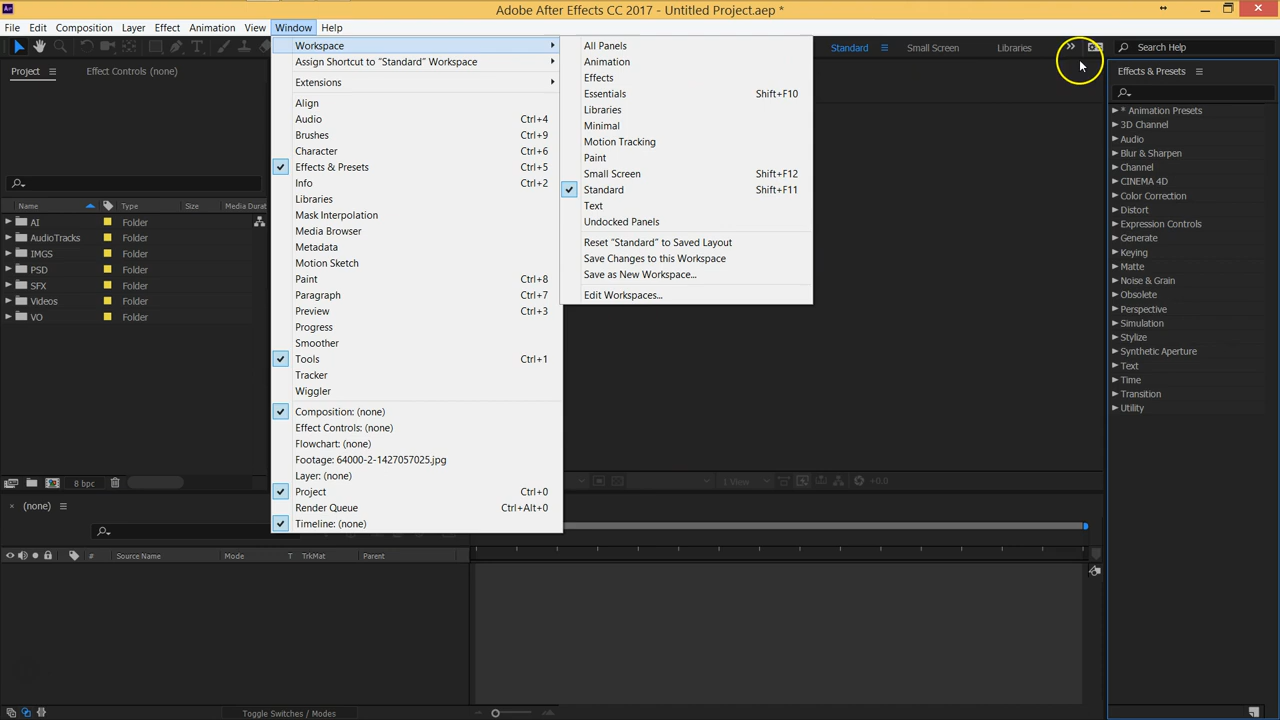 Adobe After Effects CC 2017 - Untitled Project.aep *
File Edit Composition Layer Effect Animation View Window Help
Standard Small Screen Libraries Search Help
Project Effect Controls (none)
Name Type Size Media Durat
AI Folder
AudioTracks Folder
IMGS Folder
PSD Folder
SFX Folder
Videos Folder
VO Folder
8 bpc
Workspace
Assign Shortcut to "Standard" Workspace
Extensions
Align
Audio Ctrl+4
Brushes Ctrl+9
Character Ctrl+6
Effects & Presets Ctrl+5
Info Ctrl+2
Libraries
Mask Interpolation
Media Browser
Metadata
Motion Sketch
Paint Ctrl+8
Paragraph Ctrl+7
Preview Ctrl+3
Progress
Smoother
Tools Ctrl+1
Tracker
Wiggler
Composition: (none)
Effect Controls: (none)
Flowchart: (none)
Footage: 64000-2-1427057025.jpg
Layer: (none)
Project Ctrl+0
Render Queue Ctrl+Alt+0
Timeline: (none)
All Panels
Animation
Effects
Essentials Shift+F10
Libraries
Minimal
Motion Tracking
Paint
Small Screen Shift+F12
Standard Shift+F11
Text
Undocked Panels
Reset "Standard" to Saved Layout
Save Changes to this Workspace
Save as New Workspace...
Edit Workspaces...
Effects & Presets
* Animation Presets
3D Channel
Audio
Blur & Sharpen
Channel
CINEMA 4D
Color Correction
Distort
Expression Controls
Generate
Keying
Matte
Noise & Grain
Obsolete
Perspective
Simulation
Stylize
Synthetic Aperture
Text
Time
Transition
Utility
1 View +0.0
(none)
# Source Name Mode T TrkMat Parent
Toggle Switches / Modes